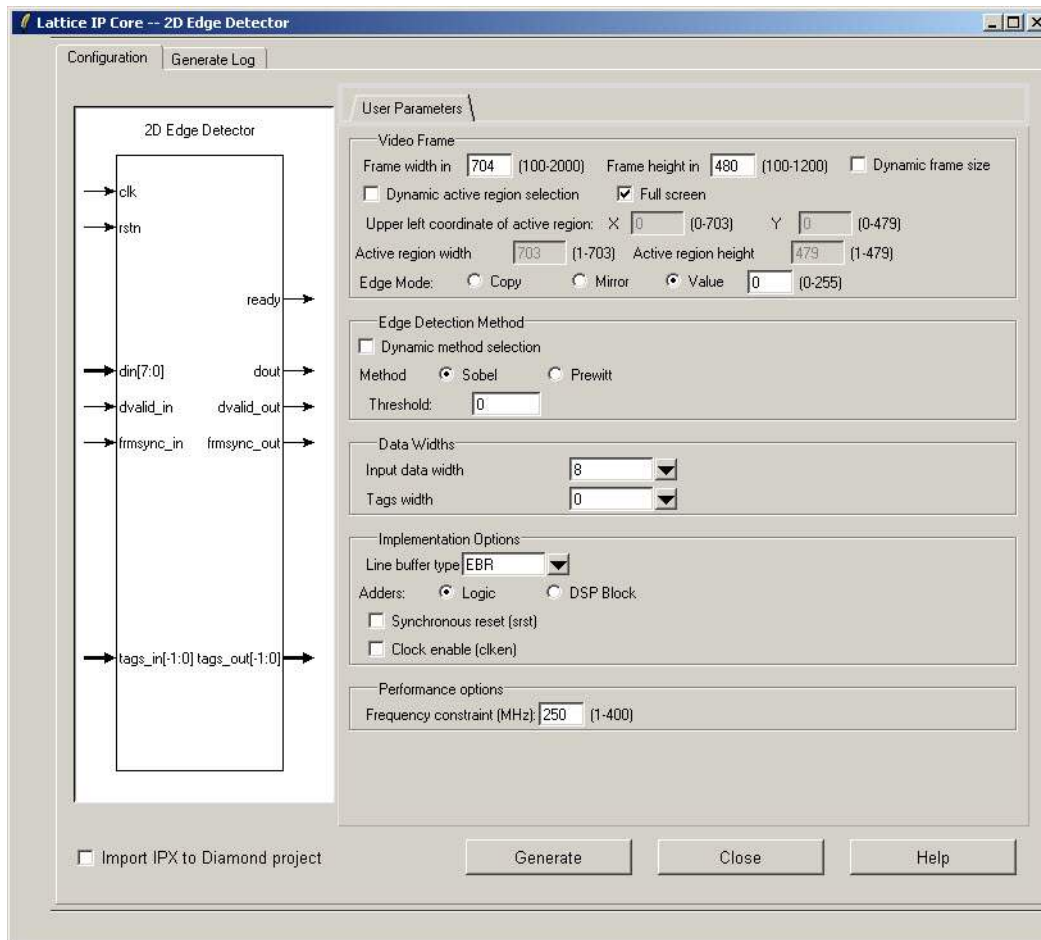 Lattice IP Core -- 2D Edge Detector
Configuration Generate Log
2D Edge Detector
clk
rstn
ready
din[7:0] dout
dvalid_in dvalid_out
frmsync_in frmsync_out
tags_in[-1:0] tags_out[-1:0]
User Parameters
Video Frame
Frame width in 704 (100-2000) Frame height in 480 (100-1200) Dynamic frame size
Dynamic active region selection Full screen
Upper left coordinate of active region: X 0 (0-703) Y 0 (0-479)
Active region width 703 (1-703) Active region height 479 (1-479)
Edge Mode: Copy Mirror Value 0 (0-255)
Edge Detection Method
Dynamic method selection
Method Sobel Prewitt
Threshold: 0
Data Widths
Input data width 8
Tags width 0
Implementation Options
Line buffer type EBR
Adders: Logic DSP Block
Synchronous reset (srst)
Clock enable (clken)
Performance options
Frequency constraint (MHz): 250 (1-400)
Import IPX to Diamond project Generate Close Help